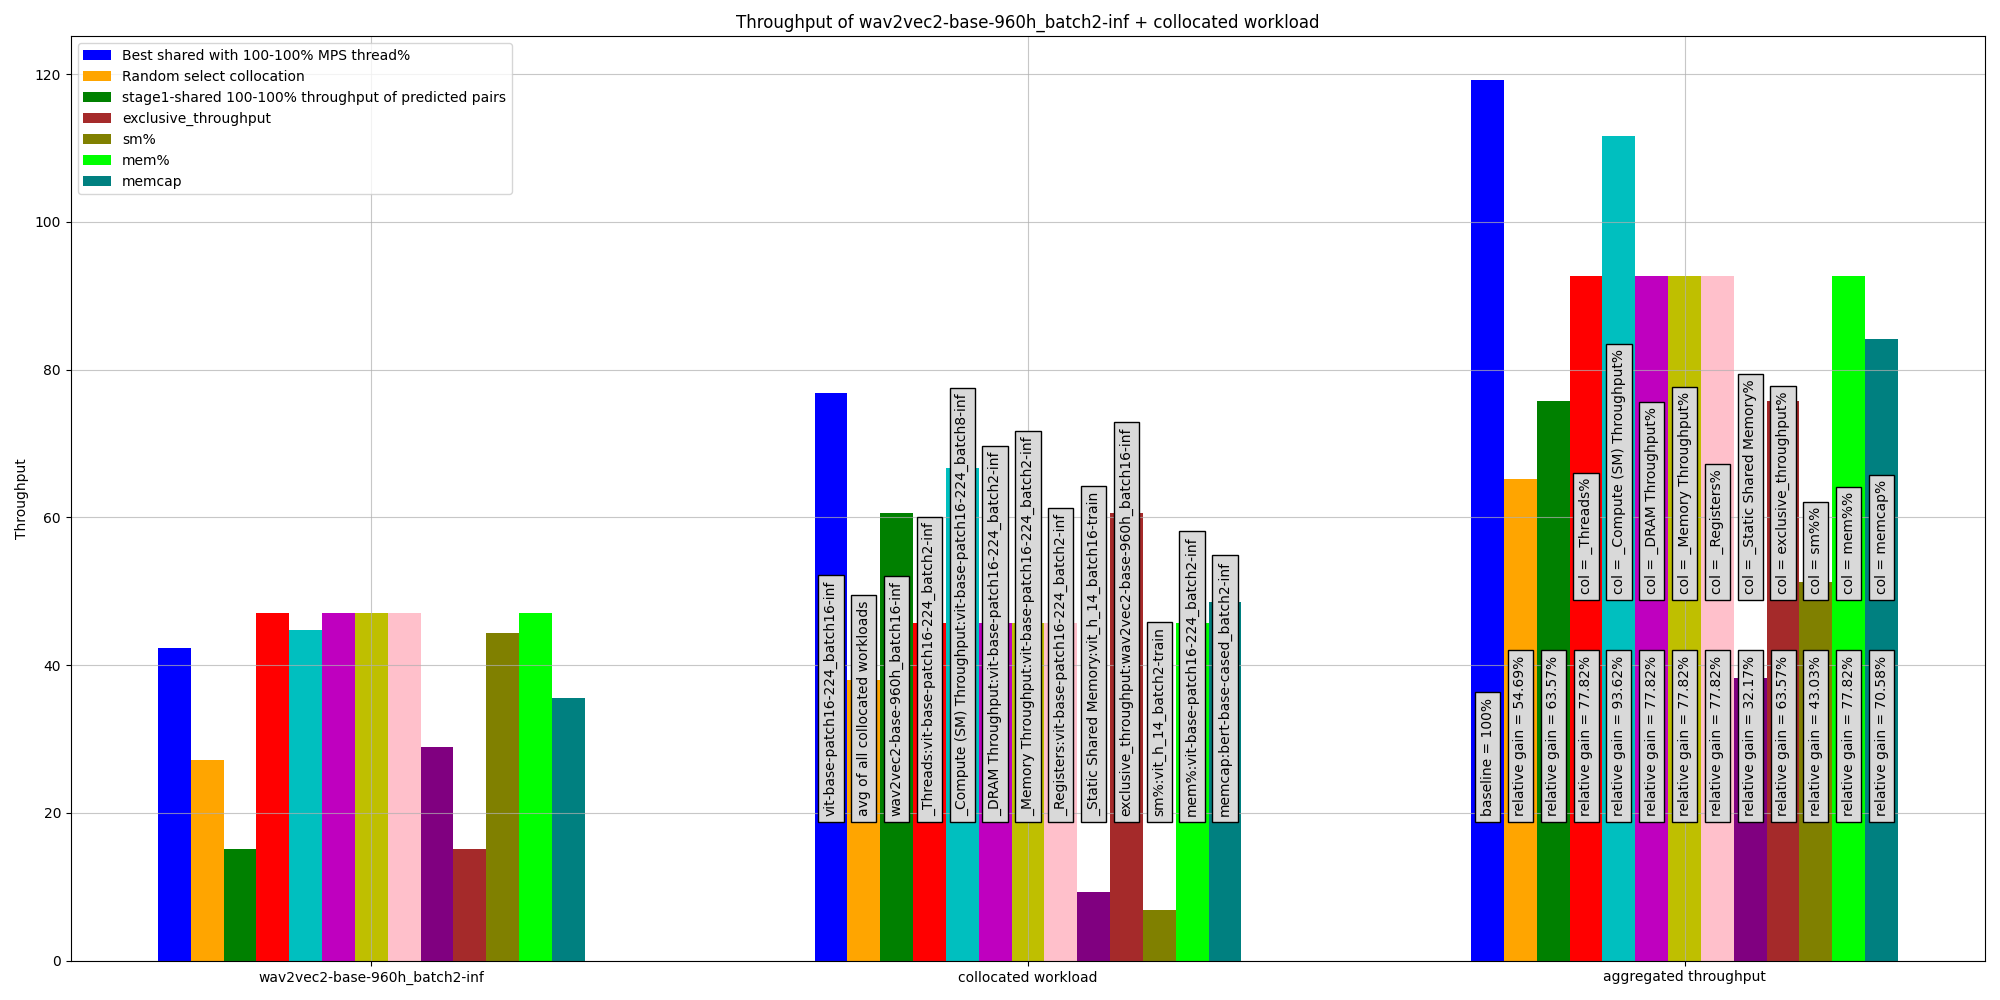 Throughput of wav2vec2-base-960h_batch2-inf + collocated workload
Best shared with 100-100% MPS thread%
Random select collocation
stage1-shared 100-100% throughput of predicted pairs
exclusive_throughput
sm%
mem%
memcap
Throughput
120
100
80
60
40
20
0
vit-base-patch16-224_batch16-inf
avg of all collocated workloads
wav2vec2-base-960h_batch16-inf
_Threads:vit-base-patch16-224_batch2-inf
_Compute (SM) Throughput:vit-base-patch16-224_batch8-inf
_DRAM Throughput:vit-base-patch16-224_batch2-inf
_Memory Throughput:vit-base-patch16-224_batch2-inf
_Registers:vit-base-patch16-224_batch2-inf
_Static Shared Memory:vit_h_14_batch16-train
exclusive_throughput:wav2vec2-base-960h_batch16-inf
sm%:vit_h_14_batch2-train
mem%:vit-base-patch16-224_batch2-inf
memcap:bert-base-cased_batch2-inf
col = _Threads%
col = _Compute (SM) Throughput%
col = _DRAM Throughput%
col = _Memory Throughput%
col = _Registers%
col = _Static Shared Memory%
col = exclusive_throughput%
col = sm%%
col = mem%%
col = memcap%
baseline = 100%
relative gain = 54.69%
relative gain = 63.57%
relative gain = 77.82%
relative gain = 93.62%
relative gain = 77.82%
relative gain = 77.82%
relative gain = 77.82%
relative gain = 32.17%
relative gain = 63.57%
relative gain = 43.03%
relative gain = 77.82%
relative gain = 70.58%
wav2vec2-base-960h_batch2-inf
collocated workload
aggregated throughput